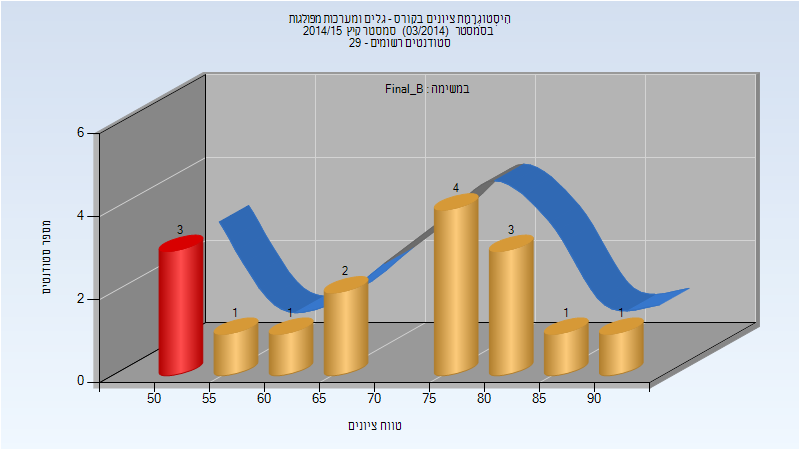 היסטוגרמת ציונים בקורס - גלים ומערכות מפולגות
בסמסטר (03/2014) סמסטר קיץ 2014/15
סטודנטים רשומים - 29
במשימה : Final_B
6
4
2
0
מספר סטודנטים
3
1
1
2
4
3
1
1
50 55 60 65 70 75 80 85 90
טווח ציונים